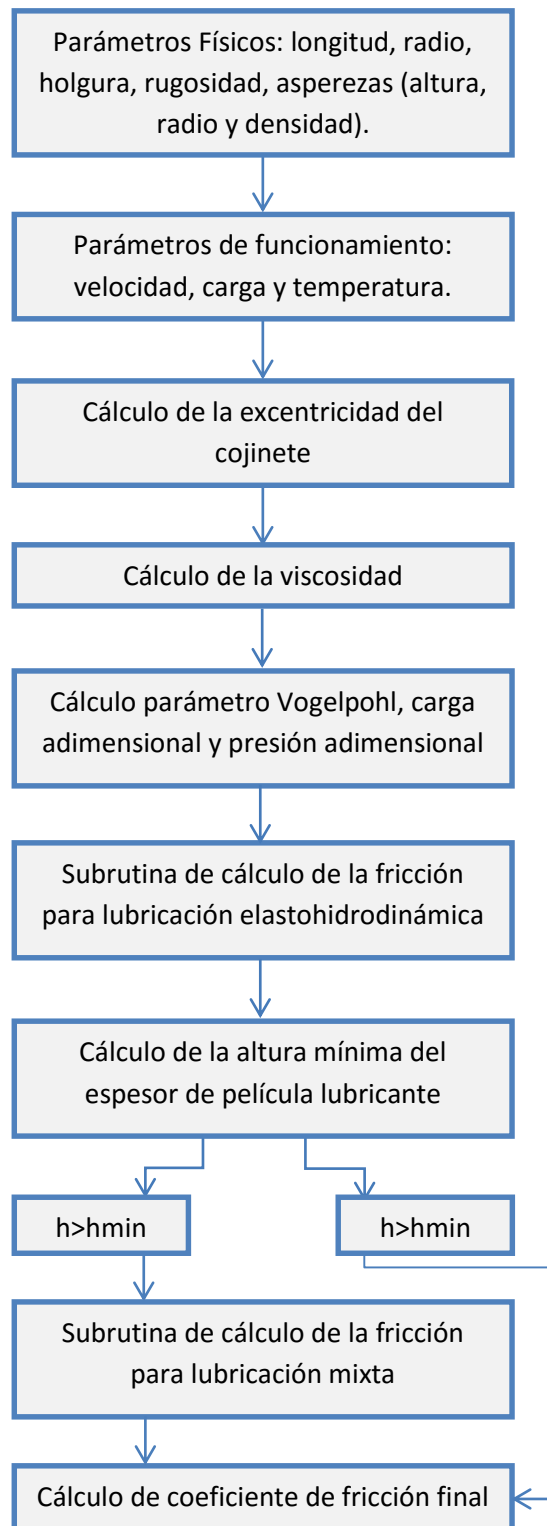 Parámetros Físicos: longitud, radio,
holgura, rugosidad, asperezas (altura,
radio y densidad).
Parámetros de funcionamiento:
velocidad, carga y temperatura.
Cálculo de la excentricidad del
cojinete
Cálculo de la viscosidad
Cálculo parámetro Vogelpohl, carga
adimensional y presión adimensional
Subrutina de cálculo de la fricción
para lubricación elastohidrodinámica
Cálculo de la altura mínima del
espesor de película lubricante
h>hmin
h>hmin
Subrutina de cálculo de la fricción
para lubricación mixta
Cálculo de coeficiente de fricción final